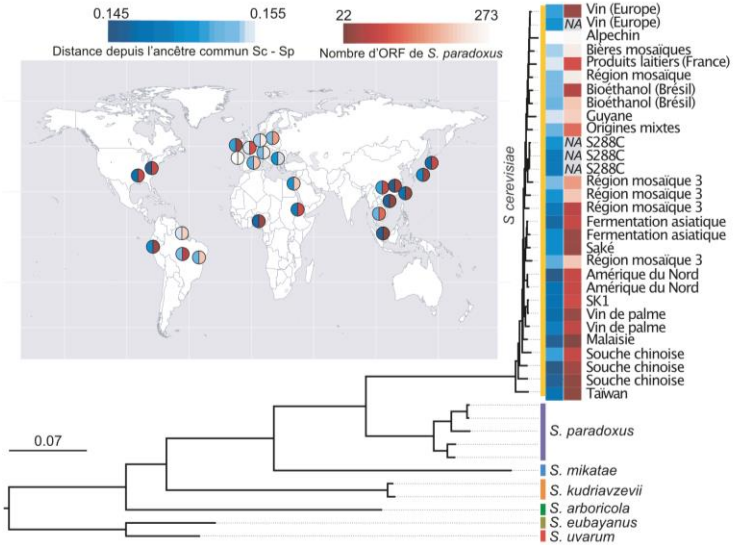 0.145
0.155
Distance depuis l'ancêtre commun Sc - Sp
22
273
Nombre d'ORF de S. paradoxus
S cerevisiae
Vin (Europe)
NA Vin (Europe)
Alpechin
Bières mosaïques
Produits laitiers (France)
Région mosaïque
Bioéthanol (Brésil)
Bioéthanol (Brésil)
Guyane
Origines mixtes
NA S288C
NA S288C
NA S288C
Région mosaïque 3
Région mosaïque 3
Région mosaïque 3
Fermentation asiatique
Fermentation asiatique
Saké
Région mosaïque 3
Amérique du Nord
Amérique du Nord
SK1
Vin de palme
Vin de palme
Malaisie
Souche chinoise
Souche chinoise
Souche chinoise
Taïwan
0.07
S. paradoxus
S. mikatae
S. kudriavzevii
S. arboricola
S. eubayanus
S. uvarum